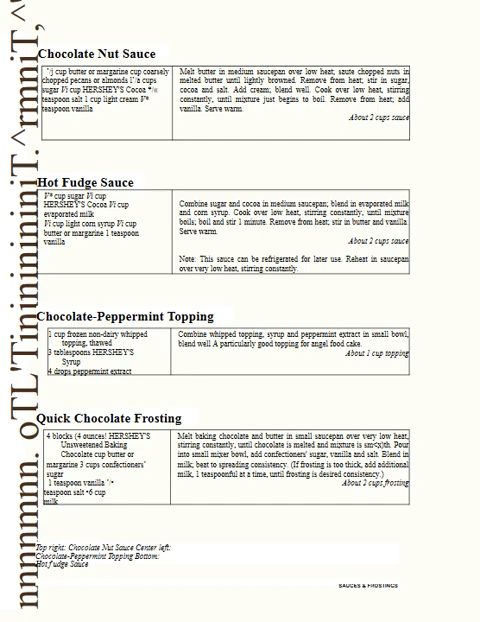 Chocolate Nut Sauce
"/j cup butter or margarine cup coarsely
chopped pecans or almonds 1'/a cups
sugar Vi cup HERSHEY'S Cocoa
teaspoon salt 1 cup light cream V*
teaspoon vanilla
Melt butter in medium saucepan over low heat; saute chopped nuts in
melted butter until lightly browned. Remove from heat; stir in sugar,
cocoa and salt. Add cream; blend well. Cook over low heat, stirring
constantly, until mixture just begins to boil. Remove from heat; add
vanilla. Serve warm.
About 2 cups sauce
Hot Fudge Sauce
V* cup sugar Vi cup
HERSHEY'S Cocoa Vi cup
evaporated milk
Vi cup light corn syrup Vi cup
butter or margarine 1 teaspoon
vanilla
Combine sugar and cocoa in medium saucepan; blend in evaporated milk
and corn syrup. Cook over low heat, stirring constantly, until mixture
boils; boil and stir 1 minute. Remove from heat; stir in butter and vanilla.
Serve warm.
About 2 cups sauce
Note: This sauce can be refrigerated for later use. Reheat in saucepan
over very low heat, stirring constantly.
Chocolate-Peppermint Topping
1 cup frozen non-dairy whipped
topping, thawed
3 tablespoons HERSHEY'S
Syrup
4 drops peppermint extract
Combine whipped topping, syrup and peppermint extract in small bowl,
blend well A particularly good topping for angel food cake.
About 1 cup topping
Quick Chocolate Frosting
4 blocks (4 ounces! HERSHEY'S
Unsweetened Baking
Chocolate cup butter or
margarine 3 cups confectioners'
sugar
1 teaspoon vanilla
teaspoon salt •6 cup
milk
Melt baking chocolate and butter in small saucepan over very low heat,
stirring constantly, until chocolate is melted and mixture is sm<x)th. Pour
into small mixer bowl, add confectioners' sugar, vanilla and salt. Blend in
milk; beat to spreading consistency. (If frosting is too thick, add additional
milk, 1 teaspoonful at a time, until frosting is desired consistency.)
About 2 cups frosting
Top right: Chocolate Nut Sauce Center left:
Chocolate-Peppermint Topping Bottom:
Hot fudge Sauce
SAUCES & FROSTINGS